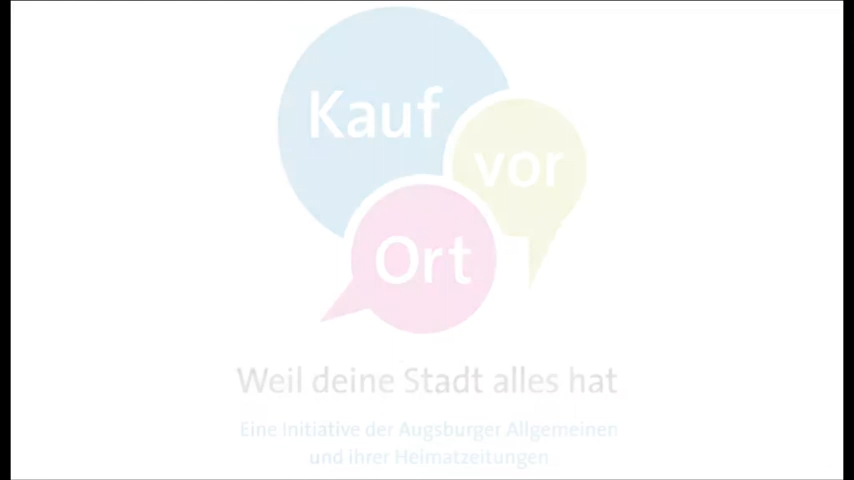 Kauf
vor
Ort
Weil deine Stadt alles hat
Eine Initiative der Augsburger Allgemeinen
und ihrer Heimatzeitungen